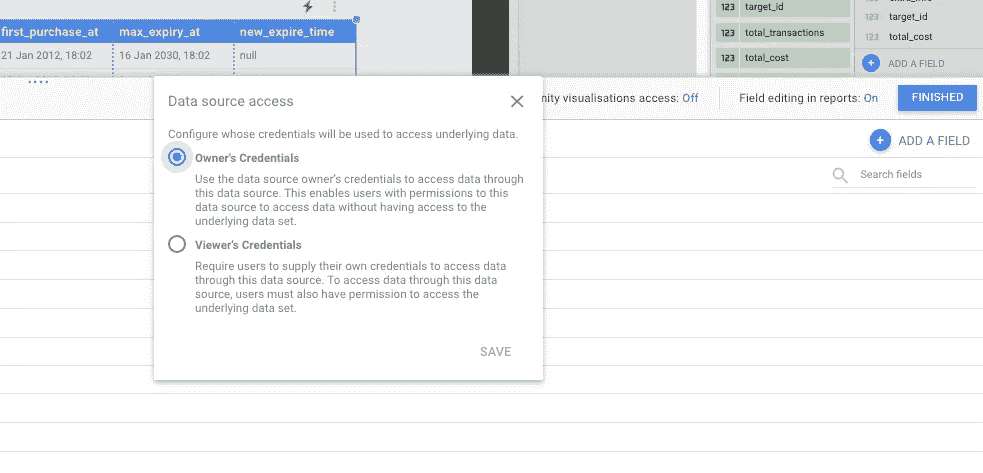 target_id
total_transactions
total_cost
123
123
123
123
target_id
123
total_cost
ADD A FIELD
first_purchase_at max_expiry_at new_expire_time
21 Jan 2012, 18:02 16 Jan 2030, 18:02 null
visualisations access: Off
Field editing in reports: On
FINISHED
ADD A FIELD
Search fields
Data source access
Configure whose credentials will be used to access underlying data.
Owner's Credentials
Use the data source owner's credentials to access data through
this data source. This enables users with permissions to this
data source to access data without having access to the
underlying data set.
Viewer's Credentials
Require users to supply their own credentials to access data
through this data source. To access data through this data
source, users must also have permission to access the
underlying data set.
SAVE